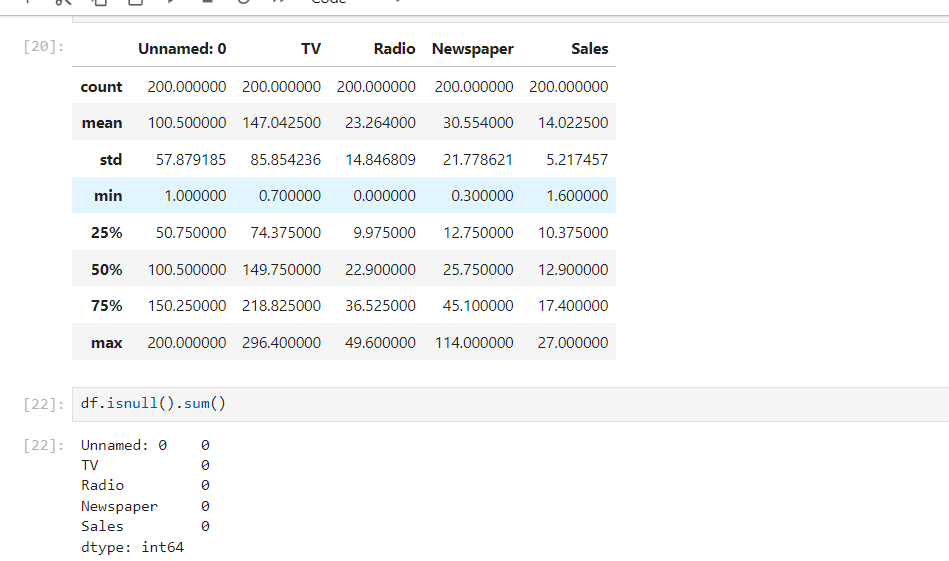 Code
[20]:
Unnamed: 0 TV Radio Newspaper Sales
count 200.000000 200.000000 200.000000 200.000000 200.000000
mean 100.500000 147.042500 23.264000 30.554000 14.022500
std 57.879185 85.854236 14.846809 21.778621 5.217457
min 1.000000 0.700000 0.000000 0.300000 1.600000
25% 50.750000 74.375000 9.975000 12.750000 10.375000
50% 100.500000 149.750000 22.900000 25.750000 12.900000
75% 150.250000 218.825000 36.525000 45.100000 17.400000
max 200.000000 296.400000 49.600000 114.000000 27.000000
[22]: df.isnull().sum()
[22]: Unnamed: 0 0
TV 0
Radio 0
Newspaper 0
Sales 0
dtype: int64